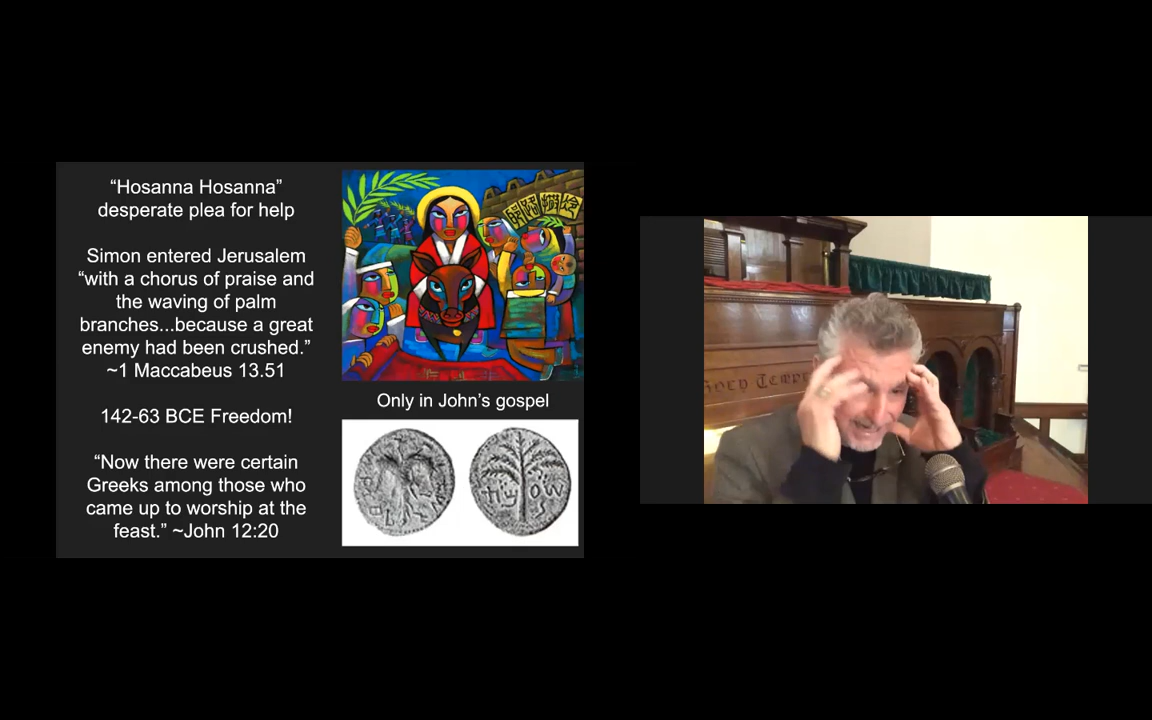 “Hosanna Hosanna”
desperate plea for help
Simon entered Jerusalem
“with a chorus of praise and
the waving of palm
branches...because a great
enemy had been crushed.”
~1 Maccabeus 13.51
142-63 BCE Freedom!
“Now there were certain
Greeks among those who
came up to worship at the
feast.” ~John 12:20
Only in John’s gospel
Holy Temple